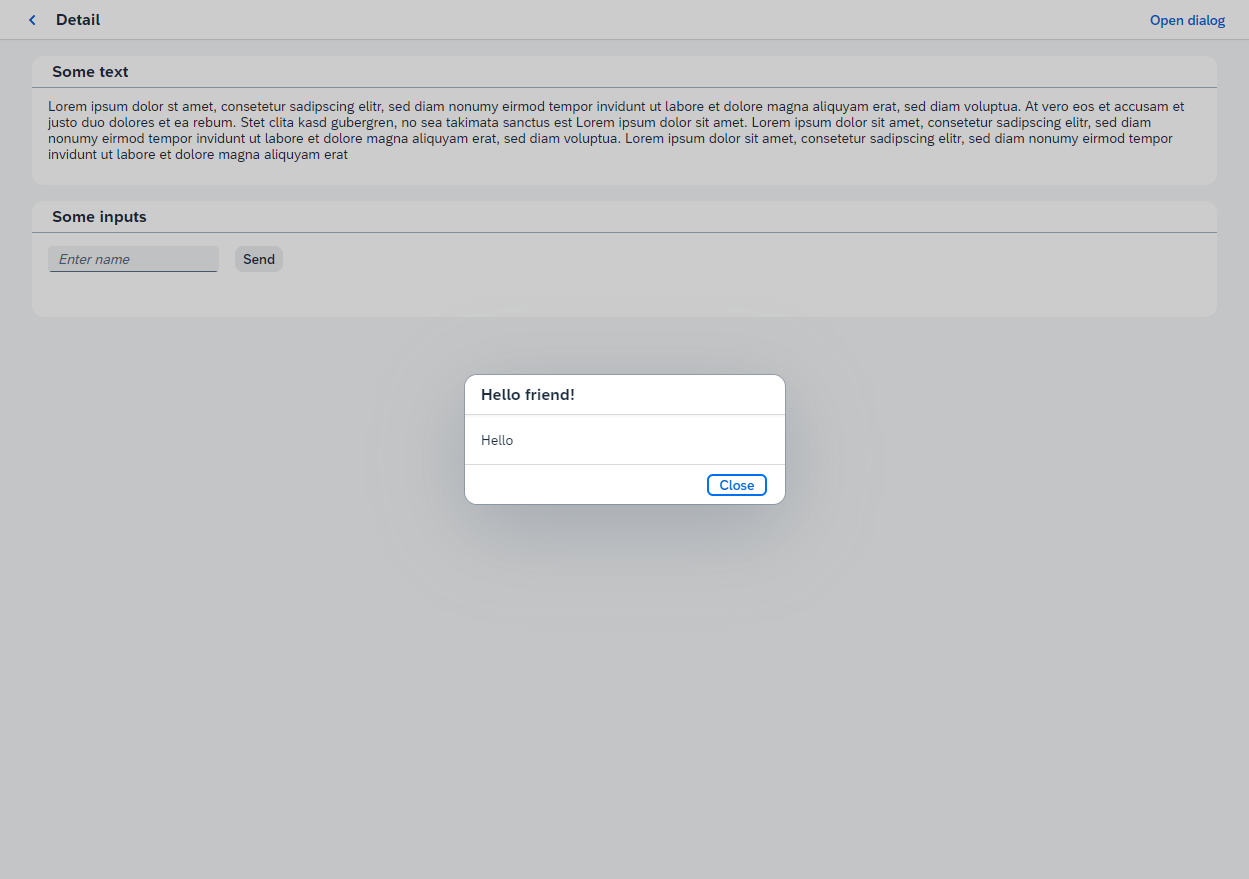 Detail
Open dialog
Some text
Lorem ipsum dolor st amet, consetetur sadipscing elitr, sed diam nonumy eirmod tempor invidunt ut labore et dolore magna aliquyam erat, sed diam voluptua. At vero eos et accusam et
justo duo dolores et ea rebum. Stet clita kasd gubergren, no sea takimata sanctus est Lorem ipsum dolor sit amet. Lorem ipsum dolor sit amet, consetetur sadipscing elitr, sed diam
nonumy eirmod tempor invidunt ut labore et dolore magna aliquyam erat, sed diam voluptua. Lorem ipsum dolor sit amet, consetetur sadipscing elitr, sed diam nonumy eirmod tempor
invidunt ut labore et dolore magna aliquyam erat
Some inputs
Enter name
Send
Hello friend!
Hello
Close